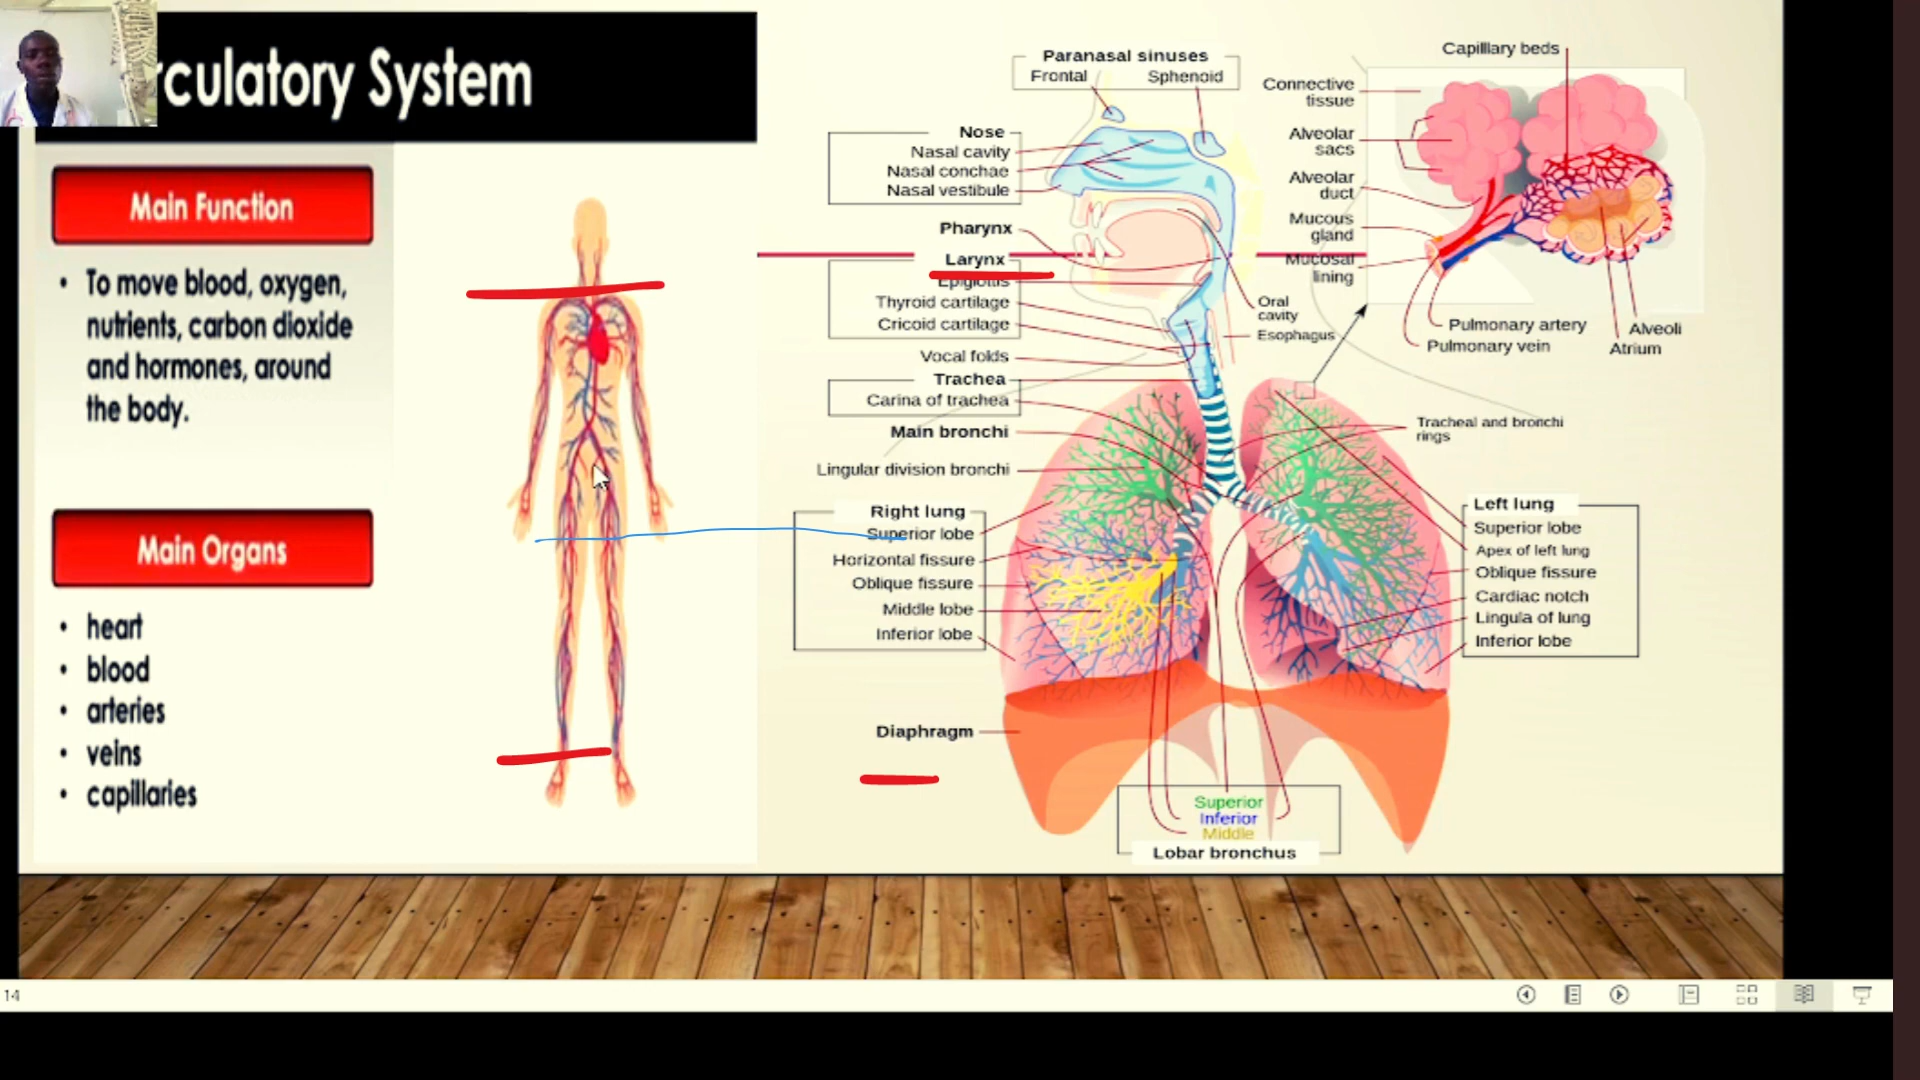 rculatory System
Main Function
• To move blood, oxygen,
nutrients, carbon dioxide
and hormones, around
the body.
Main Organs
• heart
• blood
• arteries
• veins
• capillaries
Paranasal sinuses
Frontal
Sphenoid
Nose
Nasal cavity
Nasal conchae
Nasal vestibule
Pharynx
Larynx
Epiglottis
Thyroid cartilage
Cricoid cartilage
Vocal folds
Trachea
Carina of trachea
Main bronchi
Lingular division bronchi
Right lung
Superior lobe
Horizontal fissure
Oblique fissure
Middle lobe
Inferior lobe
Diaphragm
Oral
cavity
Esophagus
Capillary beds
Connective
tissue
Alveolar
sacs
Alveolar
duct
Mucous
gland
Mucosal
lining
Pulmonary artery
Pulmonary vein
Alveoli
Atrium
Tracheal and bronchi
rings
Left lung
Superior lobe
Apex of left lung
Oblique fissure
Cardiac notch
Lingula of lung
Inferior lobe
Superior
Inferior
Middle
Lobar bronchus
14